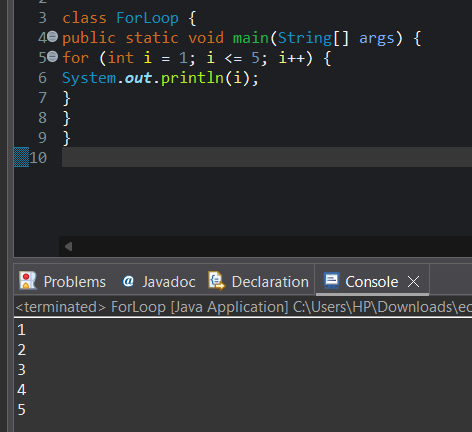 3 class ForLoop {
4 public static void main(String[] args) {
5 for (int i = 1; i <= 5; i++) {
6 System.out.println(i);
7 }
8 }
9 }
10
Problems @ Javadoc Declaration Console
<terminated> ForLoop [Java Application] C:\Users\HP\Downloads\ec
1
2
3
4
5